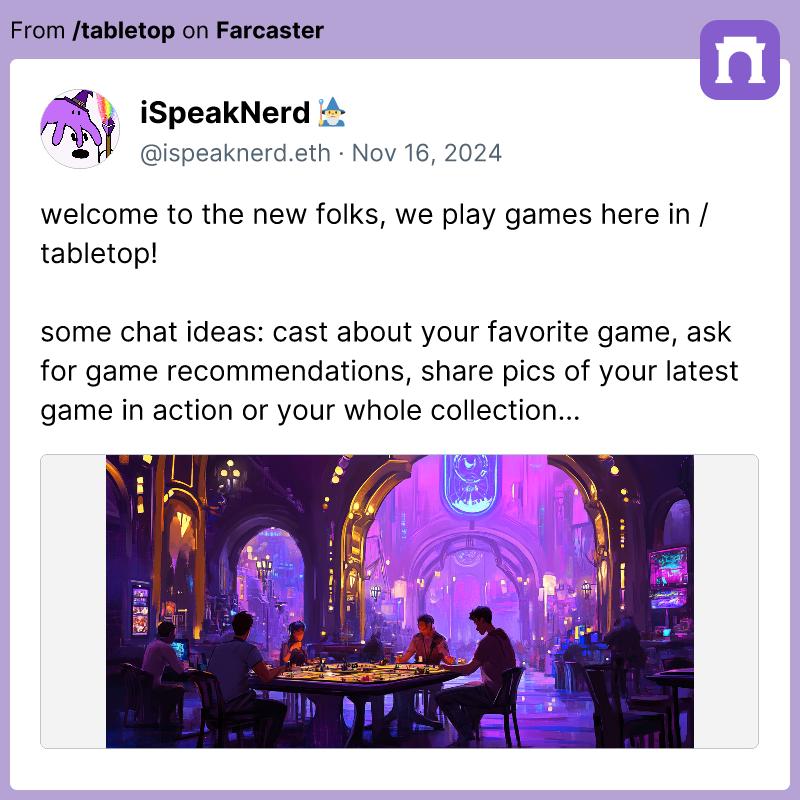 From /tabletop on Farcaster
iSpeakNerd 🧙‍♂️
@ispeaknerd.eth · Nov 16, 2024
welcome to the new folks, we play games here in /
tabletop!
some chat ideas: cast about your favorite game, ask
for game recommendations, share pics of your latest
game in action or your whole collection...